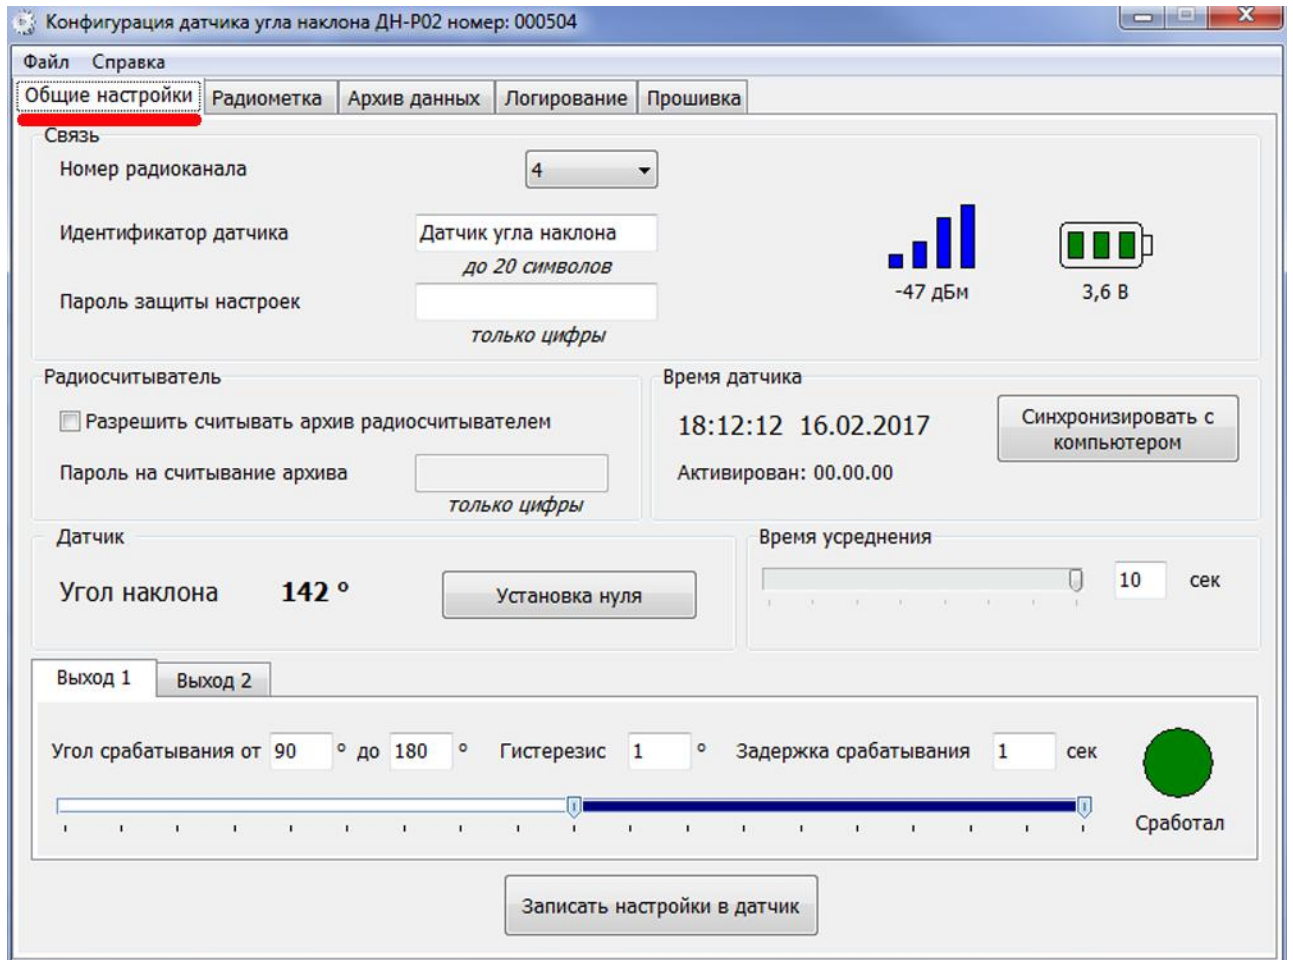 Конфигурация датчика угла наклона ДН-Р02 номер: 000504
Файл Справка
Общие настройки Радиометка Архив данных Логирование Прошивка
Связь
Номер радиоканала 4
Идентификатор датчика Датчик угла наклона
до 20 символов
-47 дБм 3,6 В
Пароль защиты настроек
только цифры
Радиосчитыватель Время датчика
Разрешить считывать архив радиосчитывателем 18:12:12 16.02.2017 Синхронизировать с
компьютером
Пароль на считывание архива Активирован: 00.00.00
только цифры
Датчик Время усреднения
Угол наклона 142 ° Установка нуля 10 сек
Выход 1 Выход 2
Угол срабатывания от 90 ° до 180 ° Гистерезис 1 ° Задержка срабатывания 1 сек
Сработал
Записать настройки в датчик